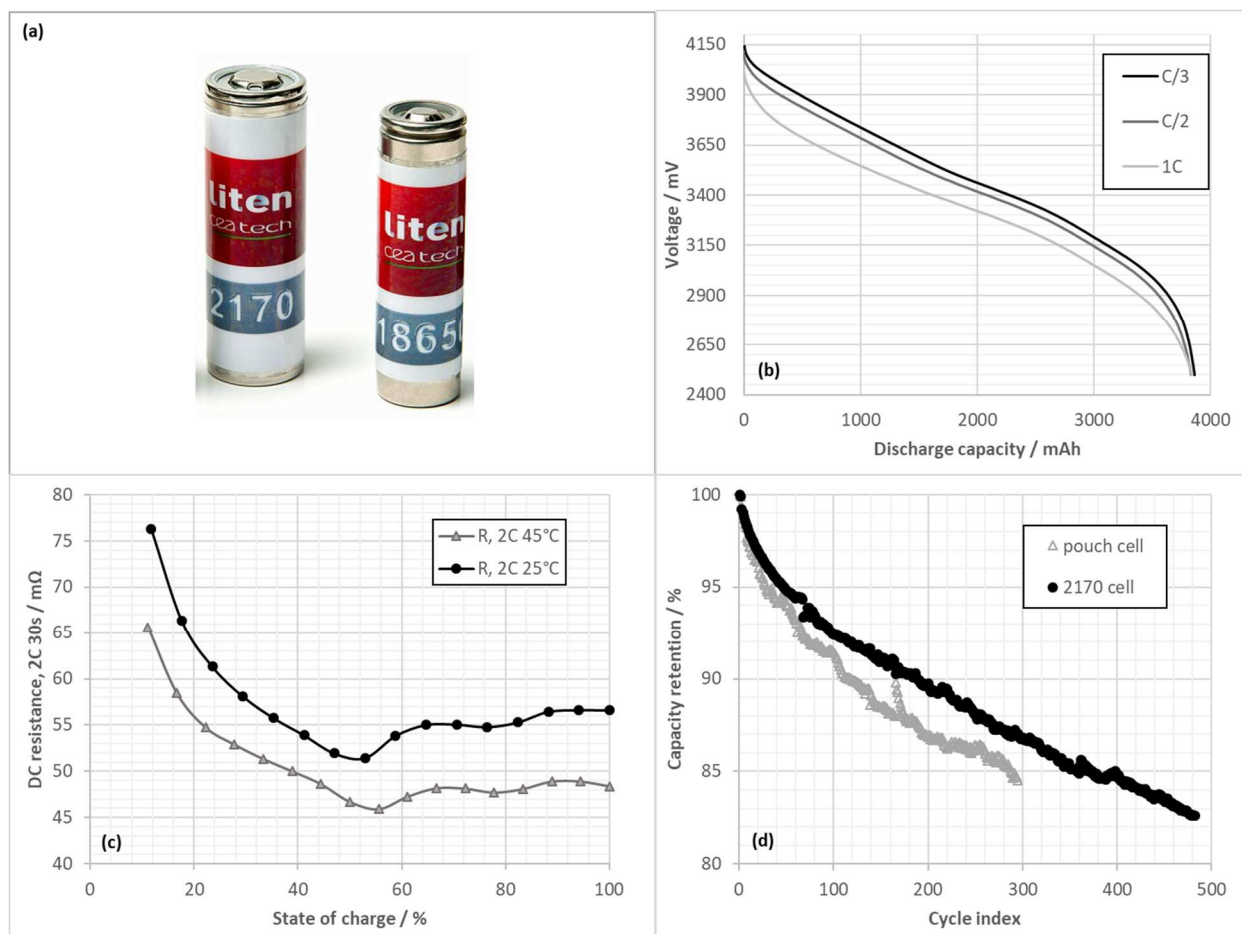 (a)
liten
cea tech
2170
liten
cea tech
18650
Voltage / mV
4150
3900
3650
3400
3150
2900
2650
2400
0
1000
2000
3000
4000
Discharge capacity / mAh
C/3
C/2
1C
(b)
DC resistance, 2C 30s / mΩ
80
75
70
65
60
55
50
45
40
0
20
40
60
80
100
State of charge / %
R, 2C 45°C
R, 2C 25°C
(c)
Capacity retention / %
100
95
90
85
80
0
100
200
300
400
500
Cycle index
pouch cell
2170 cell
(d)